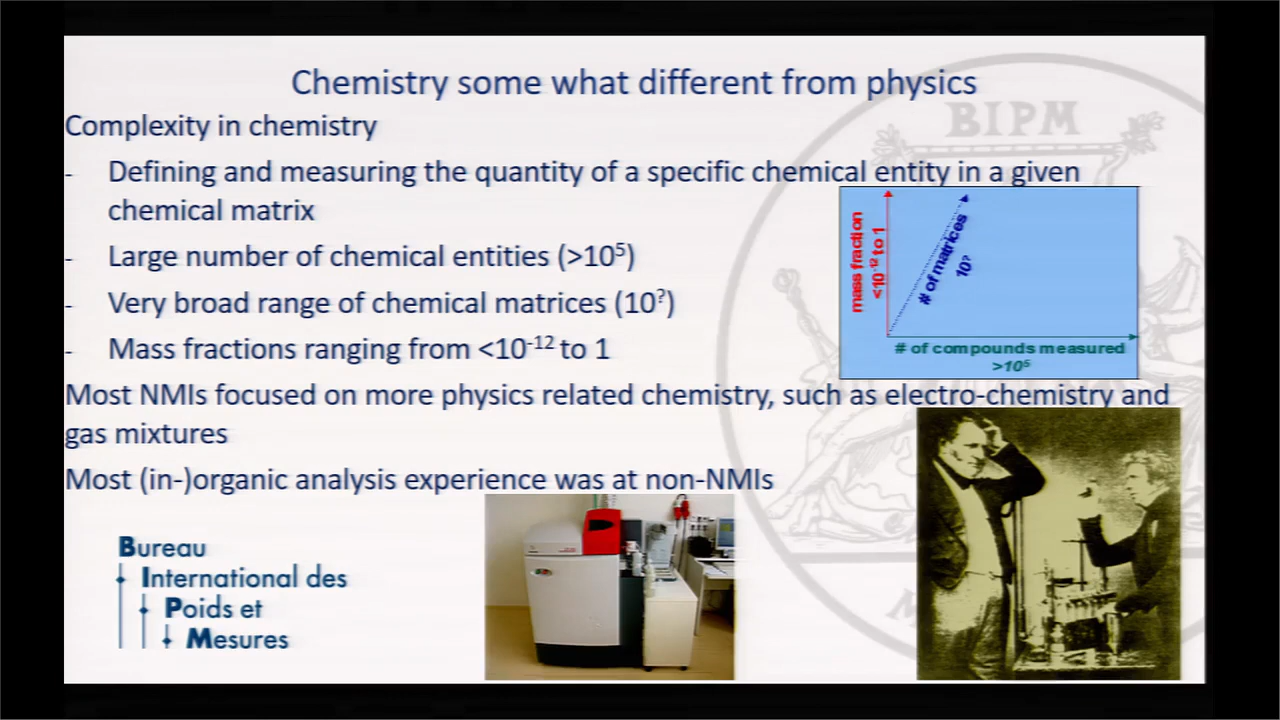 Chemistry some what different from physics
BIPM
Complexity in chemistry
- Defining and measuring the quantity of a specific chemical entity in a given
chemical matrix
- Large number of chemical entities (>10⁵)
- Very broad range of chemical matrices (10?)
- Mass fractions ranging from <10⁻¹² to 1
mass fraction
<10⁻¹² to 1
# of matrices
10?
# of compounds measured
>10⁵
Most NMIs focused on more physics related chemistry, such as electro-chemistry and
gas mixtures
Most (in-)organic analysis experience was at non-NMIs
Bureau
International des
Poids et
Mesures